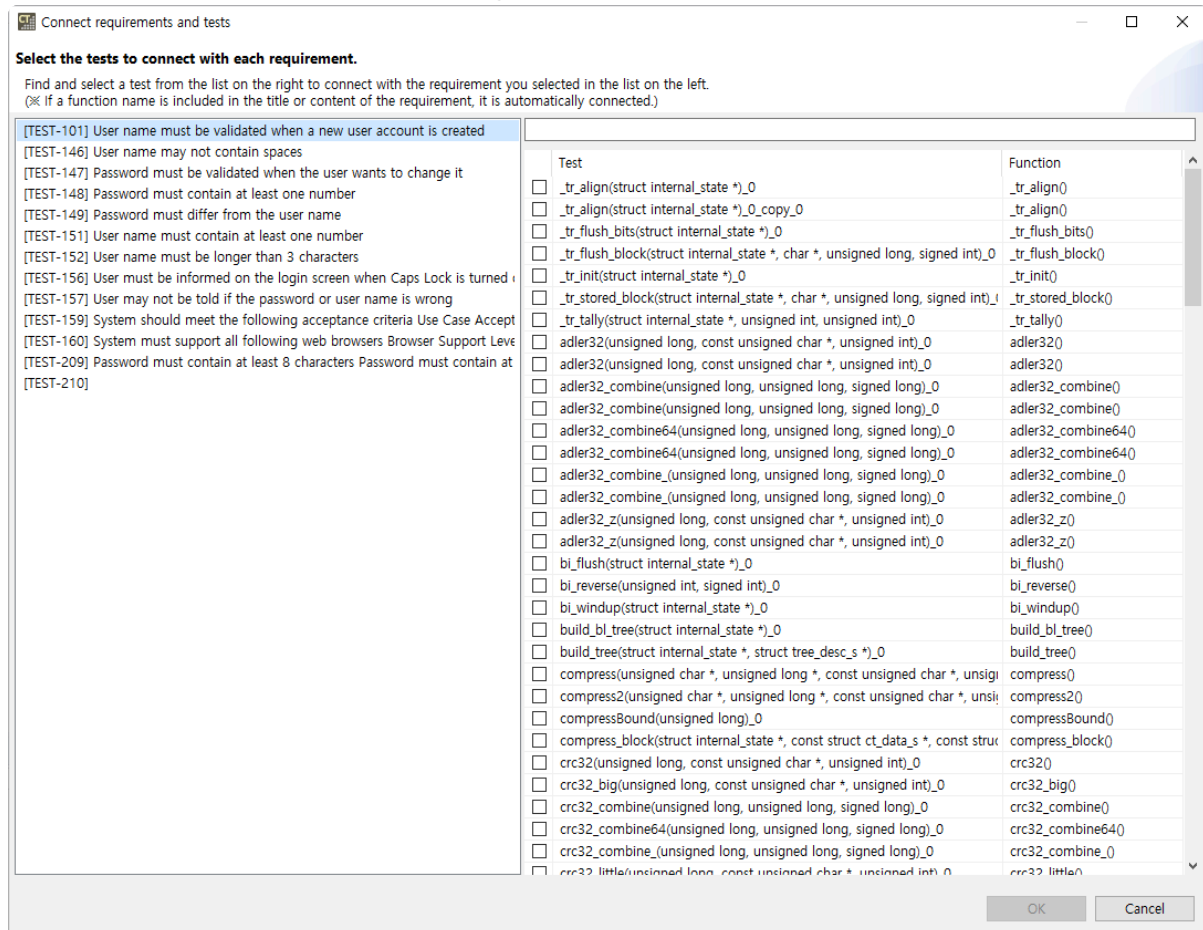 Connect requirements and tests
Select the tests to connect with each requirement.
Find and select a test from the list on the right to connect with the requirement you selected in the list on the left.
(※ If a function name is included in the title or content of the requirement, it is automatically connected.)
[TEST-101] User name must be validated when a new user account is created
[TEST-146] User name may not contain spaces
[TEST-147] Password must be validated when the user wants to change it
[TEST-148] Password must contain at least one number
[TEST-149] Password must differ from the user name
[TEST-151] User name must contain at least one number
[TEST-152] User name must be longer than 3 characters
[TEST-156] User must be informed on the login screen when Caps Lock is turned
[TEST-157] User may not be told if the password or user name is wrong
[TEST-159] System should meet the following acceptance criteria Use Case Accept
[TEST-160] System must support all following web browsers Browser Support Leve
[TEST-209] Password must contain at least 8 characters Password must contain at
[TEST-210]
Test Function
_tr_align(struct internal_state *)_0 _tr_align()
_tr_align(struct internal_state *)_0_copy_0 _tr_align()
_tr_flush_bits(struct internal_state *)_0 _tr_flush_bits()
_tr_flush_block(struct internal_state *, char *, unsigned long, signed int)_0 _tr_flush_block()
_tr_init(struct internal_state *)_0 _tr_init()
_tr_stored_block(struct internal_state *, char *, unsigned long, signed int)_( _tr_stored_block()
_tr_tally(struct internal_state *, unsigned int, unsigned int)_0 _tr_tally()
adler32(unsigned long, const unsigned char *, unsigned int)_0 adler32()
adler32(unsigned long, const unsigned char *, unsigned int)_0 adler32()
adler32_combine(unsigned long, unsigned long, signed long)_0 adler32_combine()
adler32_combine(unsigned long, unsigned long, signed long)_0 adler32_combine()
adler32_combine64(unsigned long, unsigned long, signed long)_0 adler32_combine64()
adler32_combine64(unsigned long, unsigned long, signed long)_0 adler32_combine64()
adler32_combine_(unsigned long, unsigned long, signed long)_0 adler32_combine_()
adler32_combine_(unsigned long, unsigned long, signed long)_0 adler32_combine_()
adler32_z(unsigned long, const unsigned char *, unsigned int)_0 adler32_z()
adler32_z(unsigned long, const unsigned char *, unsigned int)_0 adler32_z()
bi_flush(struct internal_state *)_0 bi_flush()
bi_reverse(unsigned int, signed int)_0 bi_reverse()
bi_windup(struct internal_state *)_0 bi_windup()
build_bl_tree(struct internal_state *)_0 build_bl_tree()
build_tree(struct internal_state *, struct tree_desc_s *)_0 build_tree()
compress(unsigned char *, unsigned long *, const unsigned char *, unsig compress()
compress2(unsigned char *, unsigned long *, const unsigned char *, unsi compress2()
compressBound(unsigned long)_0 compressBound()
compress_block(struct internal_state *, const struct ct_data_s *, const stru compress_block()
crc32(unsigned long, const unsigned char *, unsigned int)_0 crc32()
crc32_big(unsigned long, const unsigned char *, unsigned int)_0 crc32_big()
crc32_combine(unsigned long, unsigned long, signed long)_0 crc32_combine()
crc32_combine64(unsigned long, unsigned long, signed long)_0 crc32_combine64()
crc32_combine_(unsigned long, unsigned long, signed long)_0 crc32_combine_()
crc32_little(unsigned long, const unsigned char *, unsigned int)_0 crc32_little()
OK Cancel